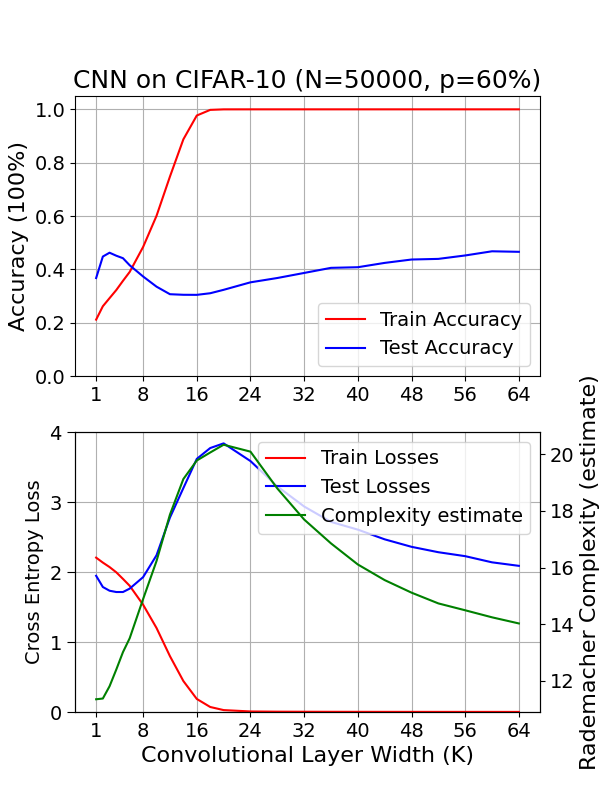 CNN on CIFAR-10 (N=50000, p=60%)
Accuracy (100%)
1.0
0.8
0.6
0.4
0.2
0.0
Train Accuracy
Test Accuracy
1 8 16 24 32 40 48 56 64
Cross Entropy Loss
4
3
2
1
0
Train Losses
Test Losses
Complexity estimate
20
18
16
14
12
Rademacher Complexity (estimate)
1 8 16 24 32 40 48 56 64
Convolutional Layer Width (K)